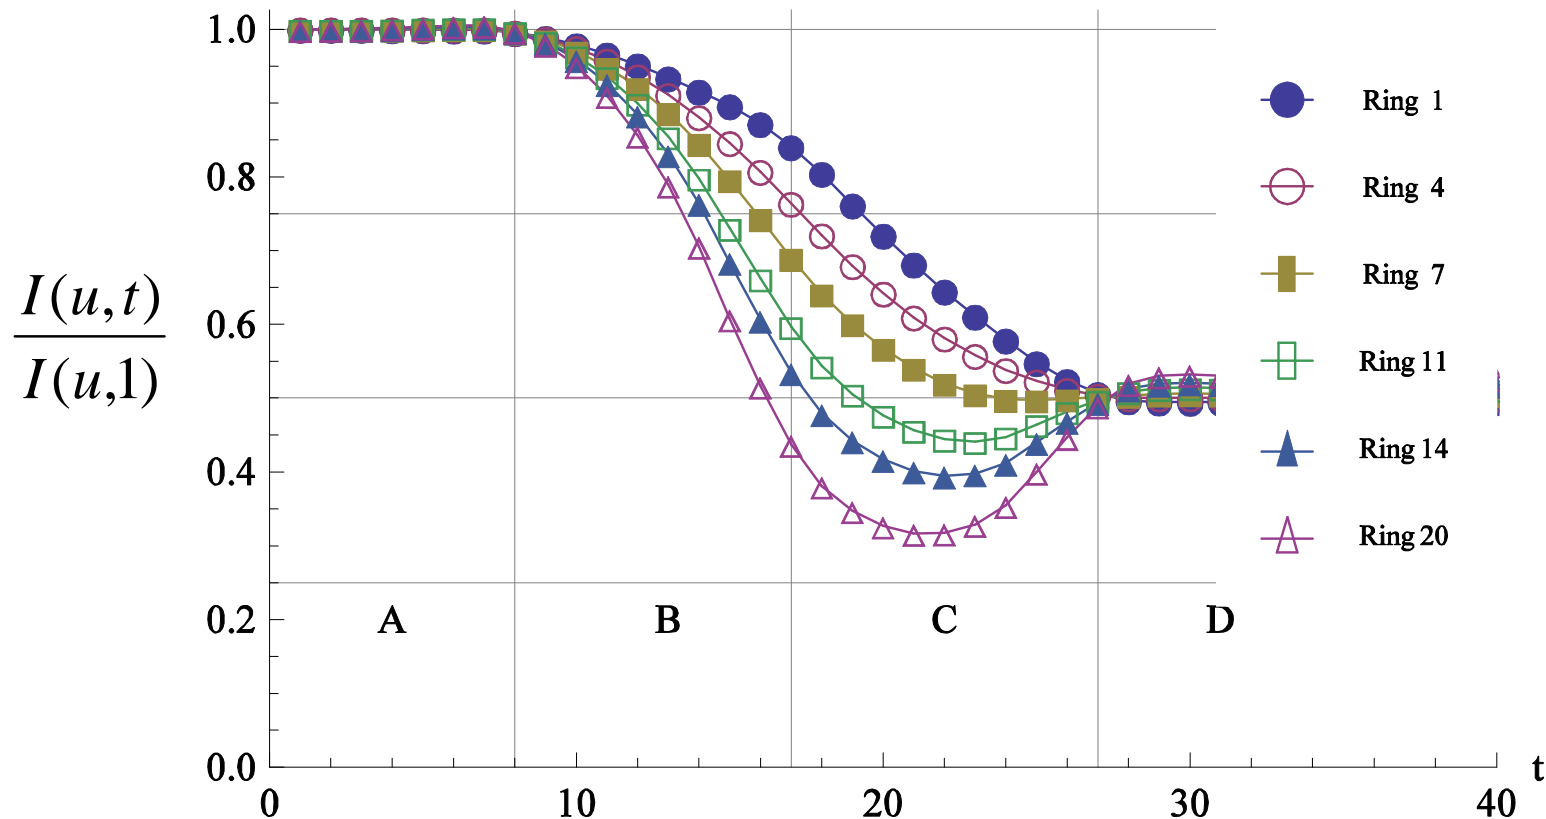 1.0
0.8
0.6
0.4
0.2
0.0
I(u,t)
I(u,1)
A B C D
0 10 20 30 40
t
Ring 1
Ring 4
Ring 7
Ring 11
Ring 14
Ring 20